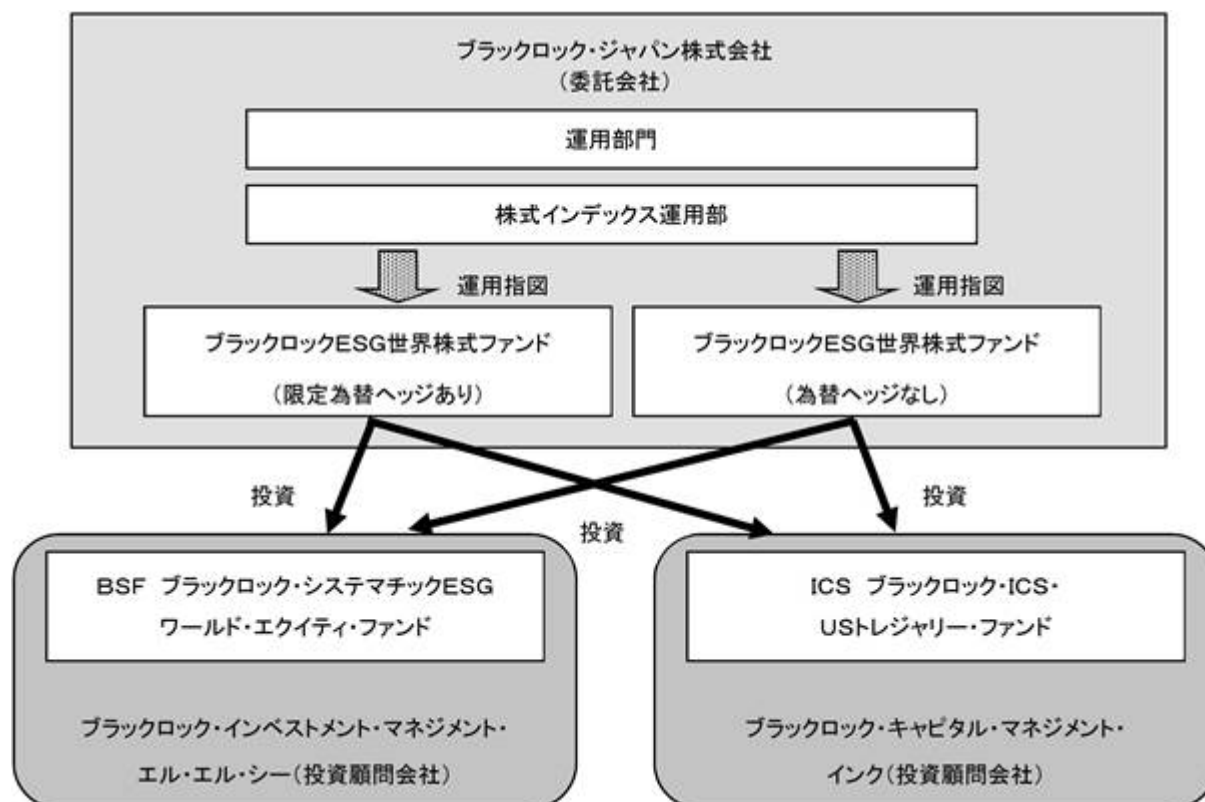 ブラックロック・ジャパン株式会社
（委託会社）
運用部門
株式インデックス運用部
運用指図
運用指図
ブラックロックESG世界株式ファンド
（限定為替ヘッジあり）
ブラックロックESG世界株式ファンド
（為替ヘッジなし）
投資
投資
投資
BSF ブラックロック・システマチックESG
ワールド・エクイティ・ファンド
ブラックロック・インベストメント・マネジメント・
エル・エル・シー（投資顧問会社）
ICS ブラックロック・ICS・
USトレジャリー・ファンド
ブラックロック・キャピタル・マネジメント・
インク（投資顧問会社）